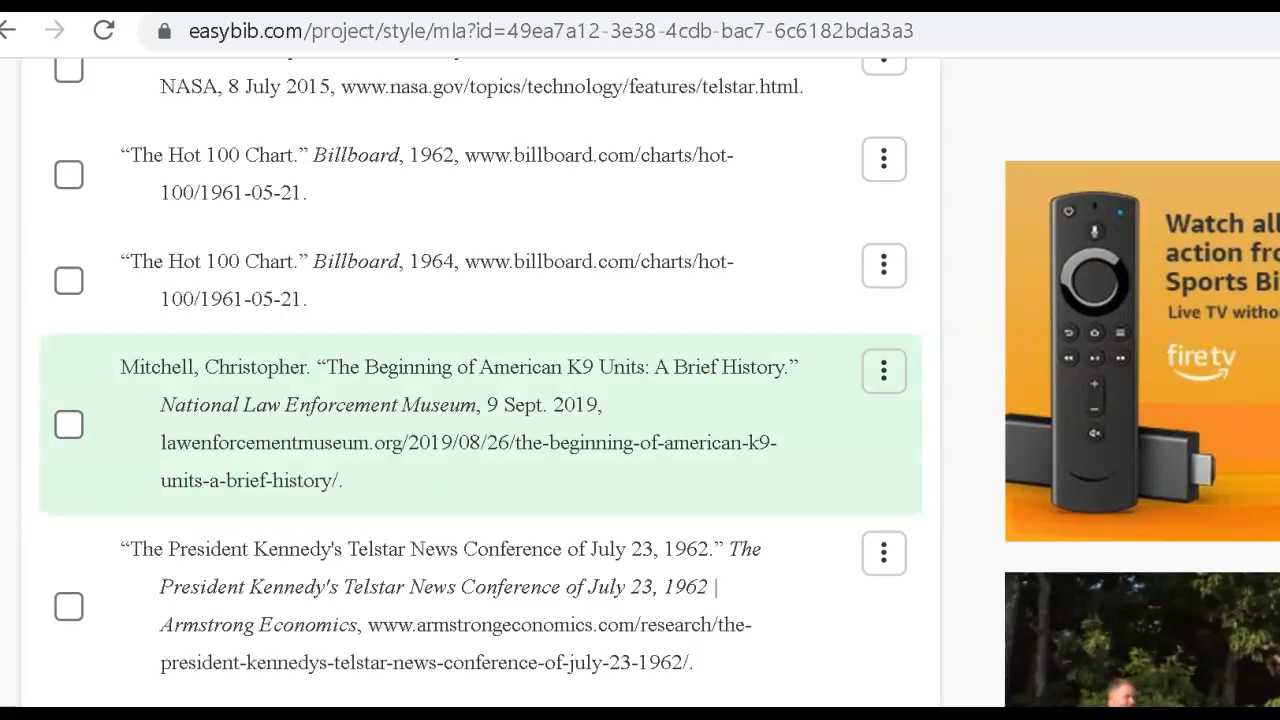 easybib.com/project/style/mla?id=49ea7a12-3e38-4cdb-bac7-6c6182bda3a3
NASA, 8 July 2015, www.nasa.gov/topics/technology/features/telstar.html.
“The Hot 100 Chart.” Billboard, 1962, www.billboard.com/charts/hot-
100/1961-05-21.
“The Hot 100 Chart.” Billboard, 1964, www.billboard.com/charts/hot-
100/1961-05-21.
Mitchell, Christopher. “The Beginning of American K9 Units: A Brief History.”
National Law Enforcement Museum, 9 Sept. 2019,
lawenforcementmuseum.org/2019/08/26/the-beginning-of-american-k9-
units-a-brief-history/.
“The President Kennedy's Telstar News Conference of July 23, 1962.” The
President Kennedy's Telstar News Conference of July 23, 1962 |
Armstrong Economics, www.armstrongeconomics.com/research/the-
president-kennedys-telstar-news-conference-of-july-23-1962/.
Watch all
action fro
Sports Bi
Live TV witho
fire tv